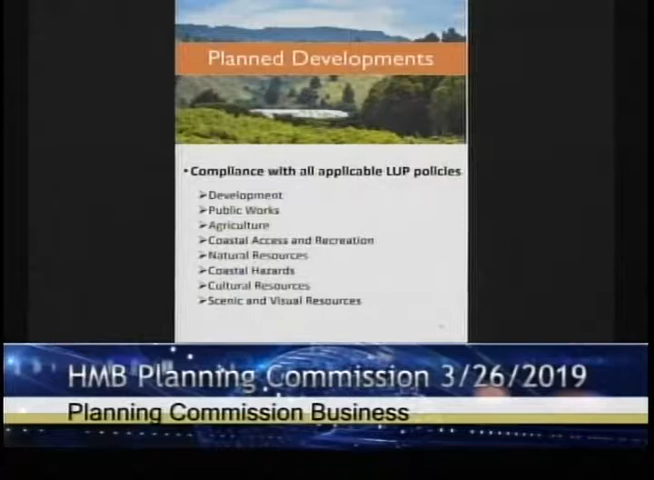 Planned Developments
• Compliance with all applicable LUP policies
➢Development
➢Public Works
➢Agriculture
➢Coastal Access and Recreation
➢Natural Resources
➢Coastal Hazards
➢Cultural Resources
➢Scenic and Visual Resources
HMB Planning Commission 3/26/2019
Planning Commission Business